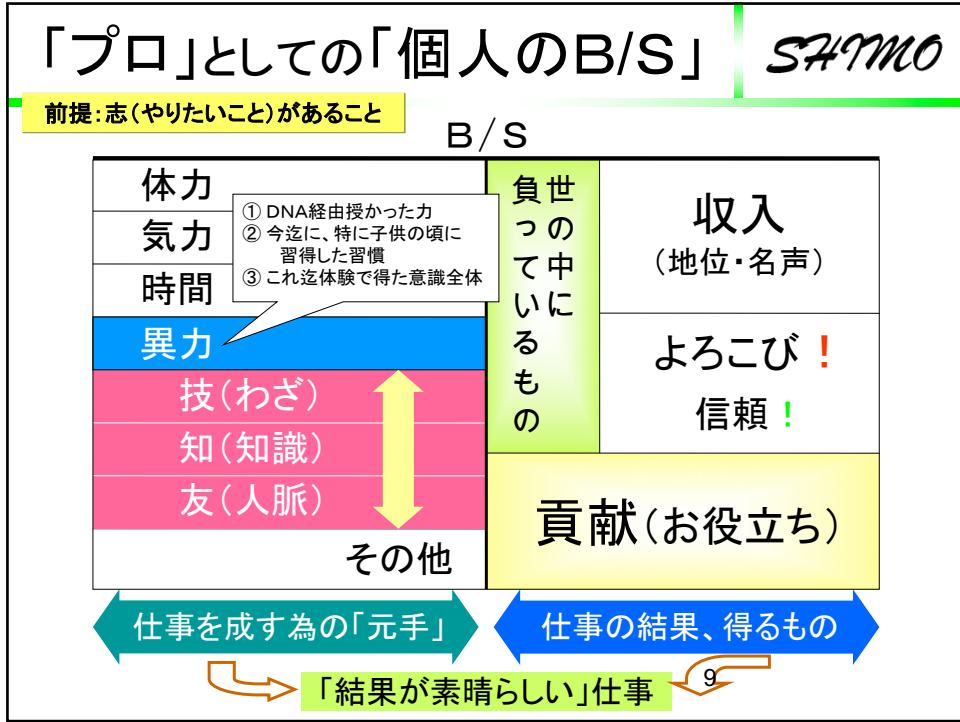 「プロ」としての「個人のB/S」
SHIMO
前提:志(やりたいこと)があること
B/S
体力
気力
時間
① DNA経由授かった力
② 今迄に、特に子供の頃に
習得した習慣
③ これ迄体験で得た意識全体
異力
技(わざ)
知(知識)
友(人脈)
その他
世の中に
負っているもの
収入
(地位・名声)
よろこび!
信頼!
貢献(お役立ち)
仕事を成す為の「元手」
仕事の結果、得るもの
「結果が素晴らしい」仕事
9